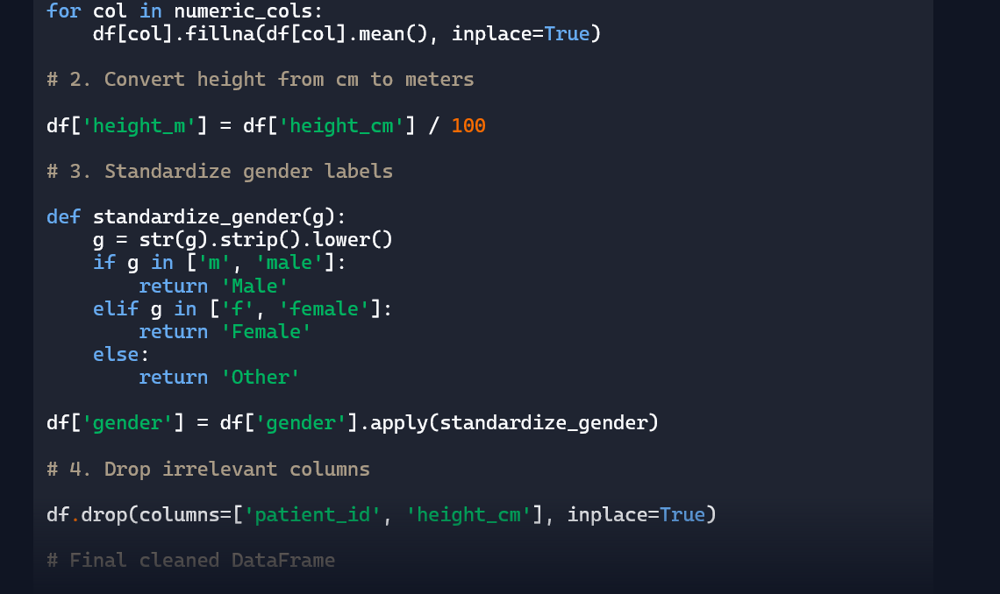 for col in numeric_cols:
    df[col].fillna(df[col].mean(), inplace=True)
# 2. Convert height from cm to meters
df['height_m'] = df['height_cm'] / 100
# 3. Standardize gender labels
def standardize_gender(g):
    g = str(g).strip().lower()
    if g in ['m', 'male']:
        return 'Male'
    elif g in ['f', 'female']:
        return 'Female'
    else:
        return 'Other'
df['gender'] = df['gender'].apply(standardize_gender)
# 4. Drop irrelevant columns
df.drop(columns=['patient_id', 'height_cm'], inplace=True)
# Final cleaned DataFrame